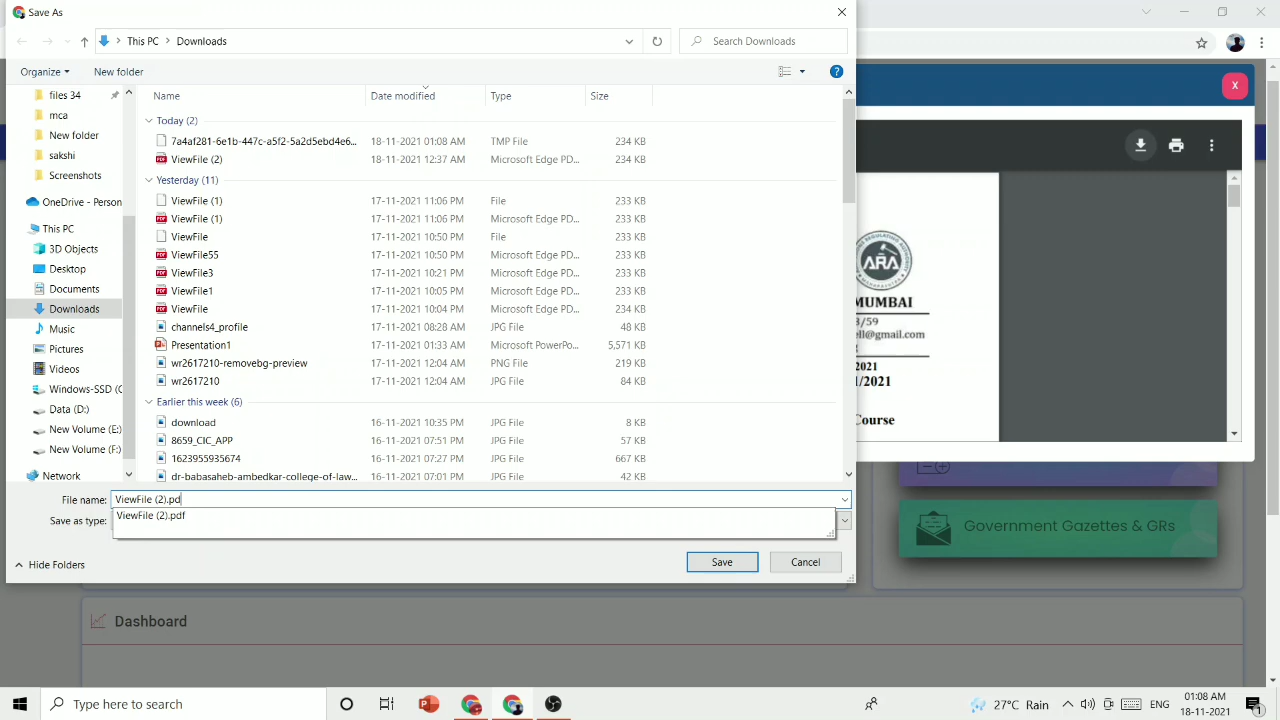 Save As
This PC
Downloads
Search Downloads
Organize
New folder
files 34
mca
New folder
sakshi
Screenshots
OneDrive - Person
This PC
3D Objects
Desktop
Documents
Downloads
Music
Pictures
Videos
Windows-SSD (C
Data (D:)
New Volume (E:)
New Volume (F:)
Network
Name Date modified Type Size
Today (2)
7a4af281-6e1b-447c-a5f2-5a2d5ebd4e6... 18-11-2021 01:08 AM TMP File 234 KB
ViewFile (2) 18-11-2021 12:37 AM Microsoft Edge PD... 234 KB
Yesterday (11)
ViewFile (1) 17-11-2021 11:06 PM File 233 KB
ViewFile (1) 17-11-2021 11:06 PM Microsoft Edge PD... 233 KB
ViewFile 17-11-2021 10:50 PM File 233 KB
ViewFile55 17-11-2021 10:50 PM Microsoft Edge PD... 233 KB
ViewFile3 17-11-2021 10:21 PM Microsoft Edge PD... 233 KB
ViewFile1 17-11-2021 10:05 PM Microsoft Edge PD... 233 KB
ViewFile 17-11-2021 10:04 PM Microsoft Edge PD... 234 KB
channels4_profile 17-11-2021 08:28 AM JPG File 48 KB
Presentation1 17-11-2021 01:33 AM Microsoft PowerPo... 5,571 KB
wr2617210-removebg-preview 17-11-2021 12:04 AM PNG File 219 KB
wr2617210 17-11-2021 12:04 AM JPG File 84 KB
Earlier this week (6)
download 16-11-2021 10:35 PM JPG File 8 KB
8659_CIC_APP 16-11-2021 07:51 PM JPG File 57 KB
1623955935674 16-11-2021 07:27 PM JPG File 667 KB
dr-babasaheb-ambedkar-college-of-law... 16-11-2021 07:01 PM JPG File 42 KB
File name: ViewFile (2).pd
ViewFile (2).pdf
Save as type:
Hide Folders
Save
Cancel
X
ARA
MUMBAI
3/59
ell@gmail.com
2021
1/2021
Course
Government Gazettes & GRs
Dashboard
Type here to search
27°C Rain
ENG
01:08 AM
18-11-2021
1